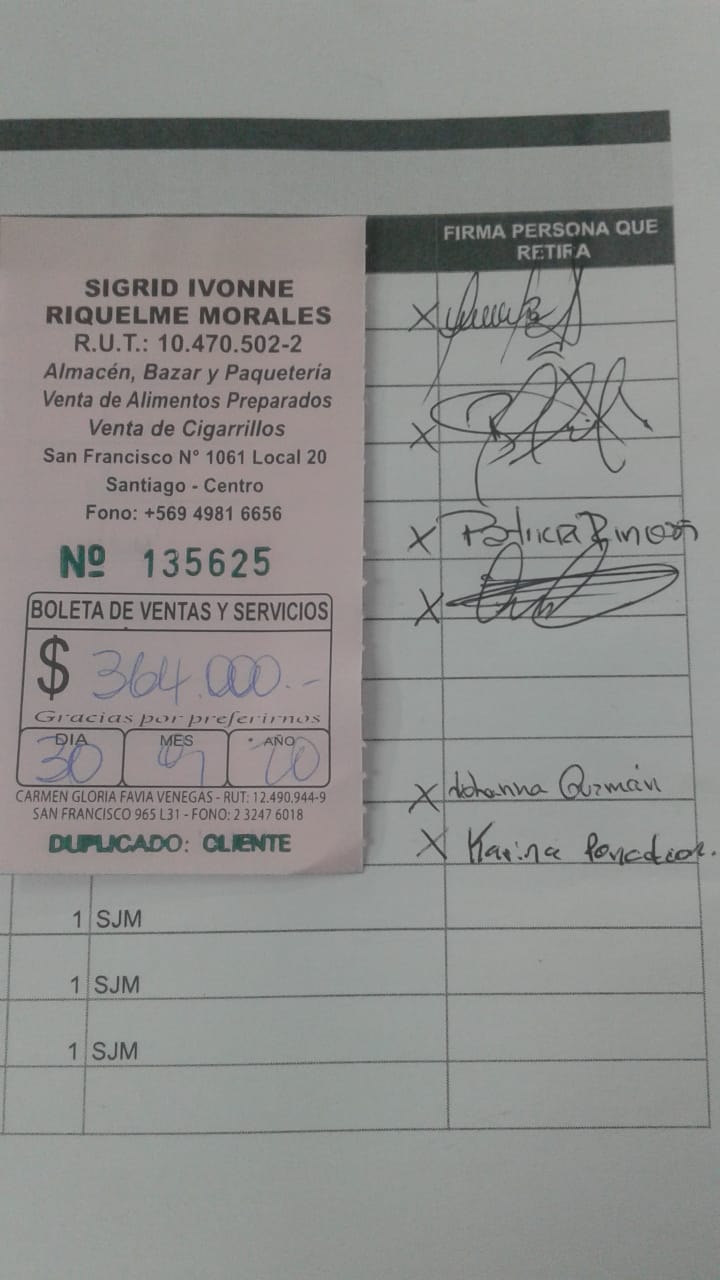 SIGRID IVONNE
RIQUELME MORALES
R.U.T.: 10.470.502-2
Almacén, Bazar y Paquetería
Venta de Alimentos Preparados
Venta de Cigarrillos
San Francisco N° 1061 Local 20
Santiago - Centro
Fono: +569 4981 6656
Nº 135625
BOLETA DE VENTAS Y SERVICIOS
$ 364.000.-
Gracias por preferirnos
DIA MES AÑO
30 20
CARMEN GLORIA FAVIA VENEGAS - RUT: 12.490.944-9
SAN FRANCISCO 965 L31 - FONO: 2 3247 6018
DUPLICADO: CLIENTE
FIRMA PERSONA QUE
RETIRA
X
X
X
X
X Johanna Guzmán
X Karina
1 SJM
1 SJM
1 SJM